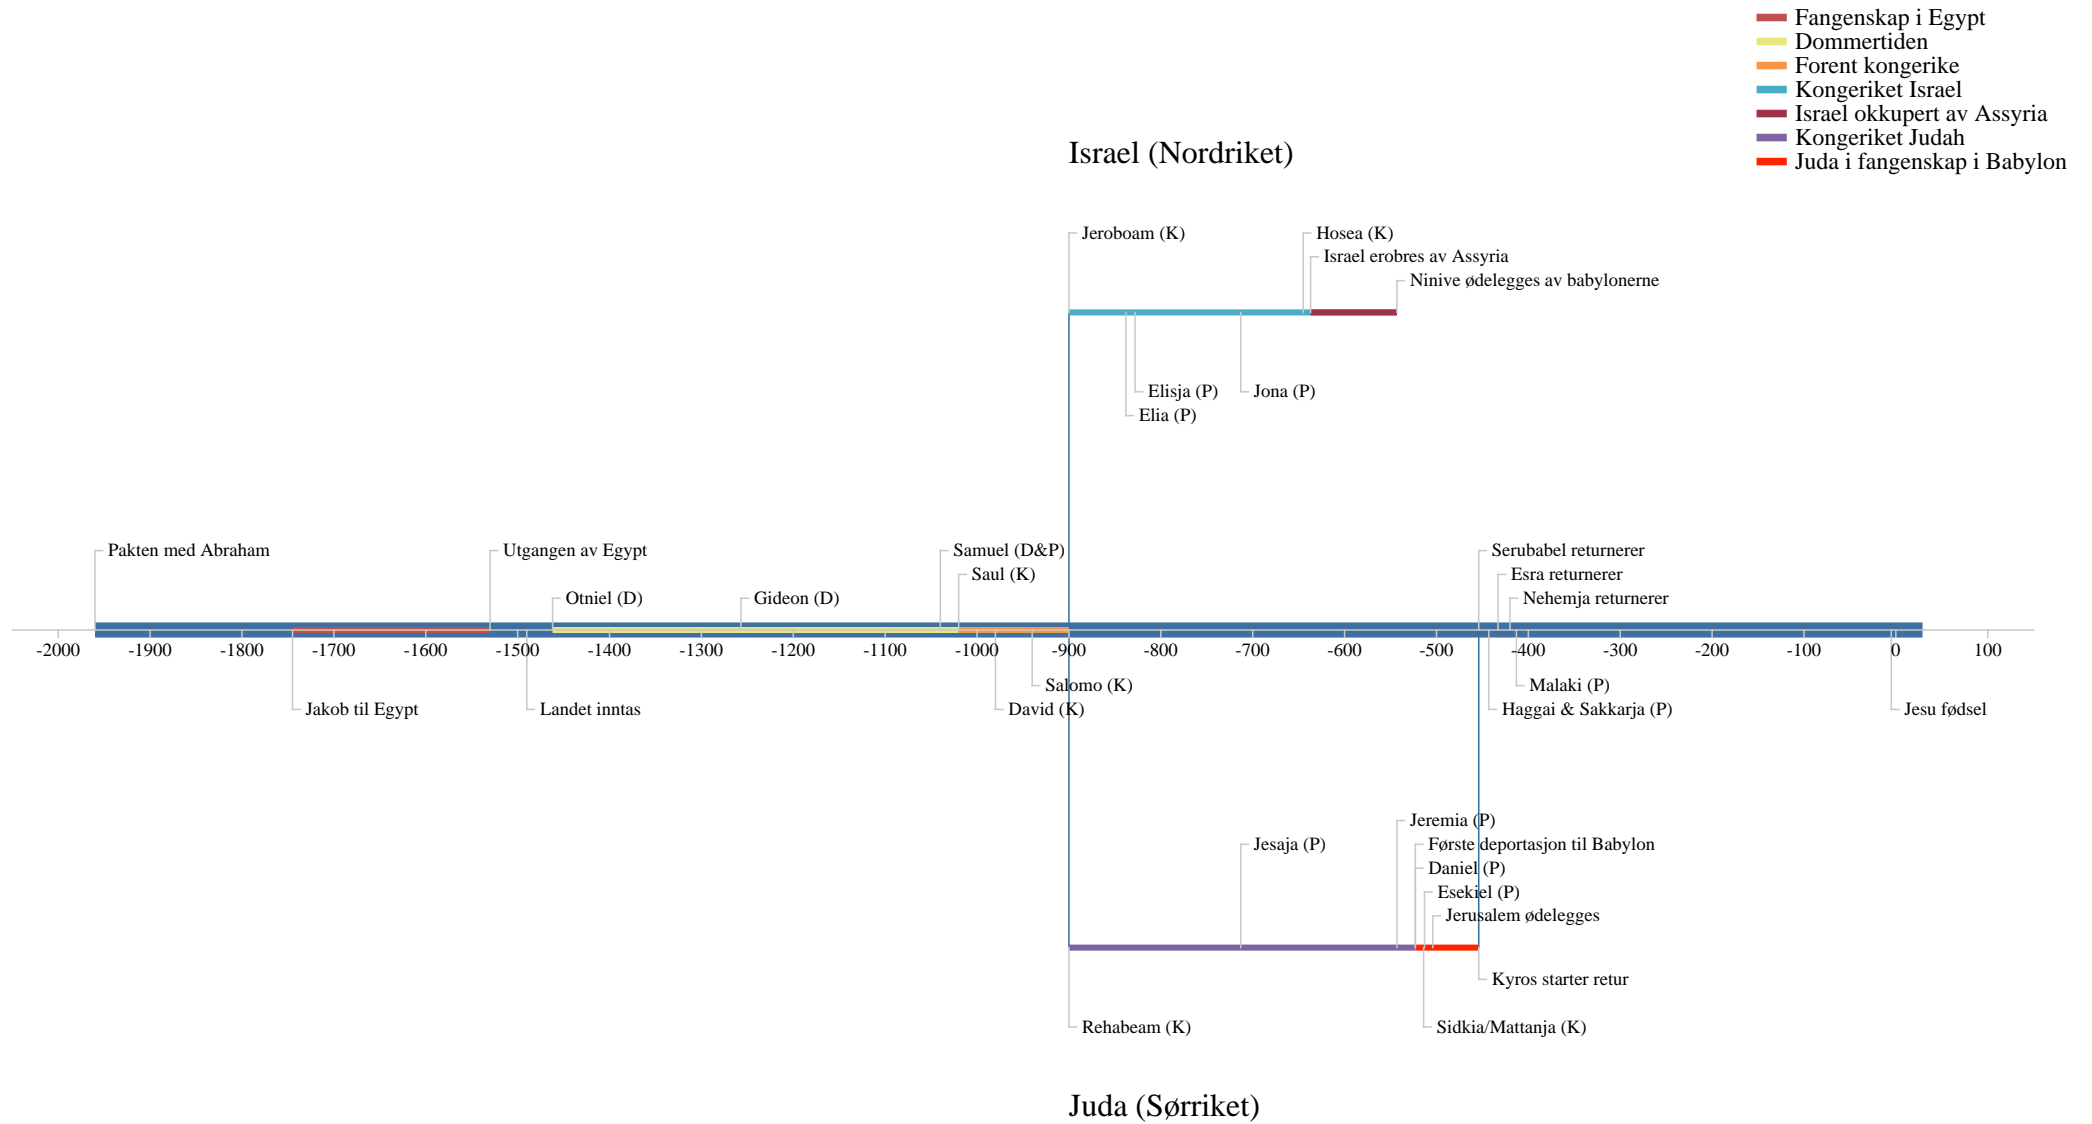 Fangenskap i Egypt
Dommertiden
Forent kongerike
Kongeriket Israel
Israel okkupert av Assyria
Kongeriket Judah
Juda i fangenskap i Babylon
Israel (Nordriket)
Jeroboam (K)
Hosea (K)
Israel erobres av Assyria
Ninive ødelegges av babylonerne
Elisja (P)
Jona (P)
Elia (P)
Pakten med Abraham
Utgangen av Egypt
Samuel (D&P)
Serubabel returnerer
Saul (K)
Esra returnerer
Otniel (D)
Gideon (D)
Nehemja returnerer
-2000 -1900 -1800 -1700 -1600 -1500 -1400 -1300 -1200 -1100 -1000 -900 -800 -700 -600 -500 -400 -300 -200 -100 0 100
Salomo (K)
Malaki (P)
Jakob til Egypt
Landet inntas
David (K)
Haggai & Sakkarja (P)
Jesu fødsel
Jeremia (P)
Jesaja (P)
Første deportasjon til Babylon
Daniel (P)
Esekiel (P)
Jerusalem ødelegges
Kyros starter retur
Rehabeam (K)
Sidkia/Mattanja (K)
Juda (Sørriket)